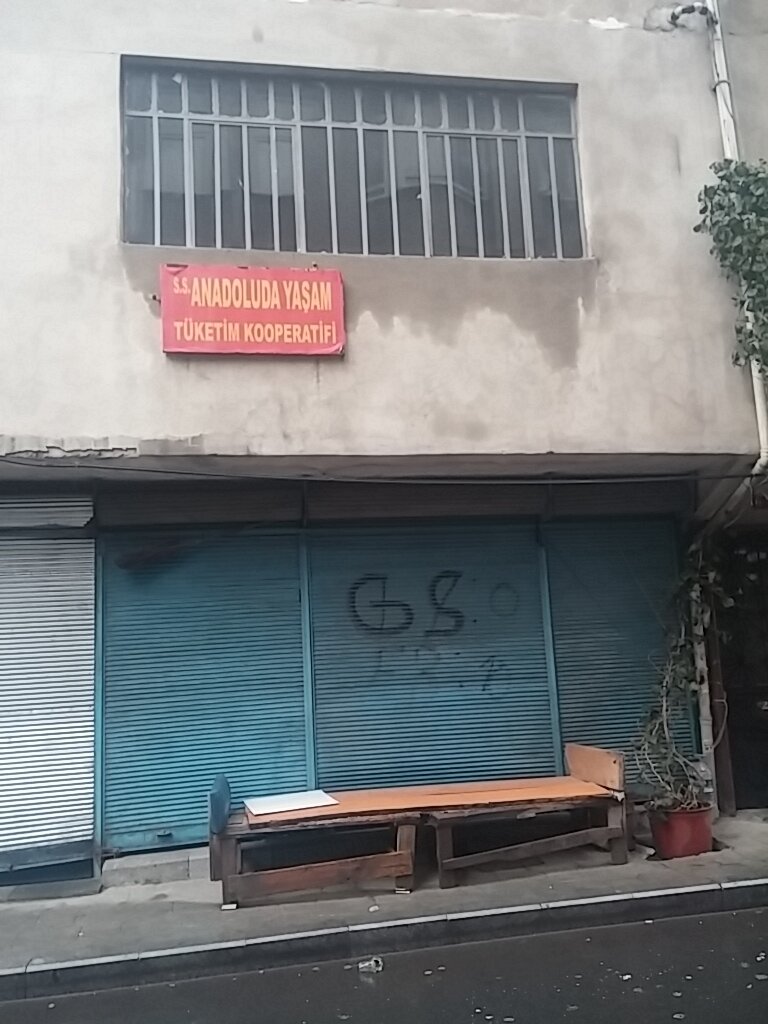 S.S. ANADOLUDA YAŞAM
TÜKETİM KOOPERATİFİ
GS